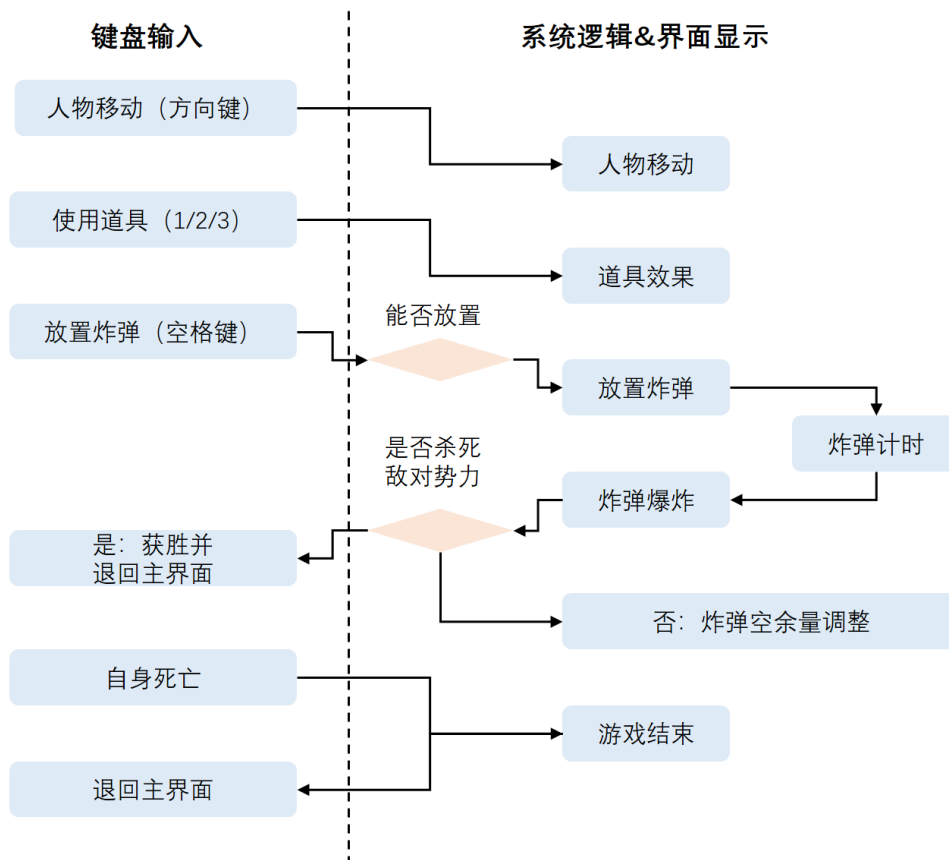 键盘输入
系统逻辑&界面显示
人物移动（方向键）
人物移动
使用道具（1/2/3）
道具效果
放置炸弹（空格键）
能否放置
放置炸弹
炸弹计时
是否杀死
敌对势力
炸弹爆炸
是：获胜并
退回主界面
否：炸弹空余量调整
自身死亡
游戏结束
退回主界面